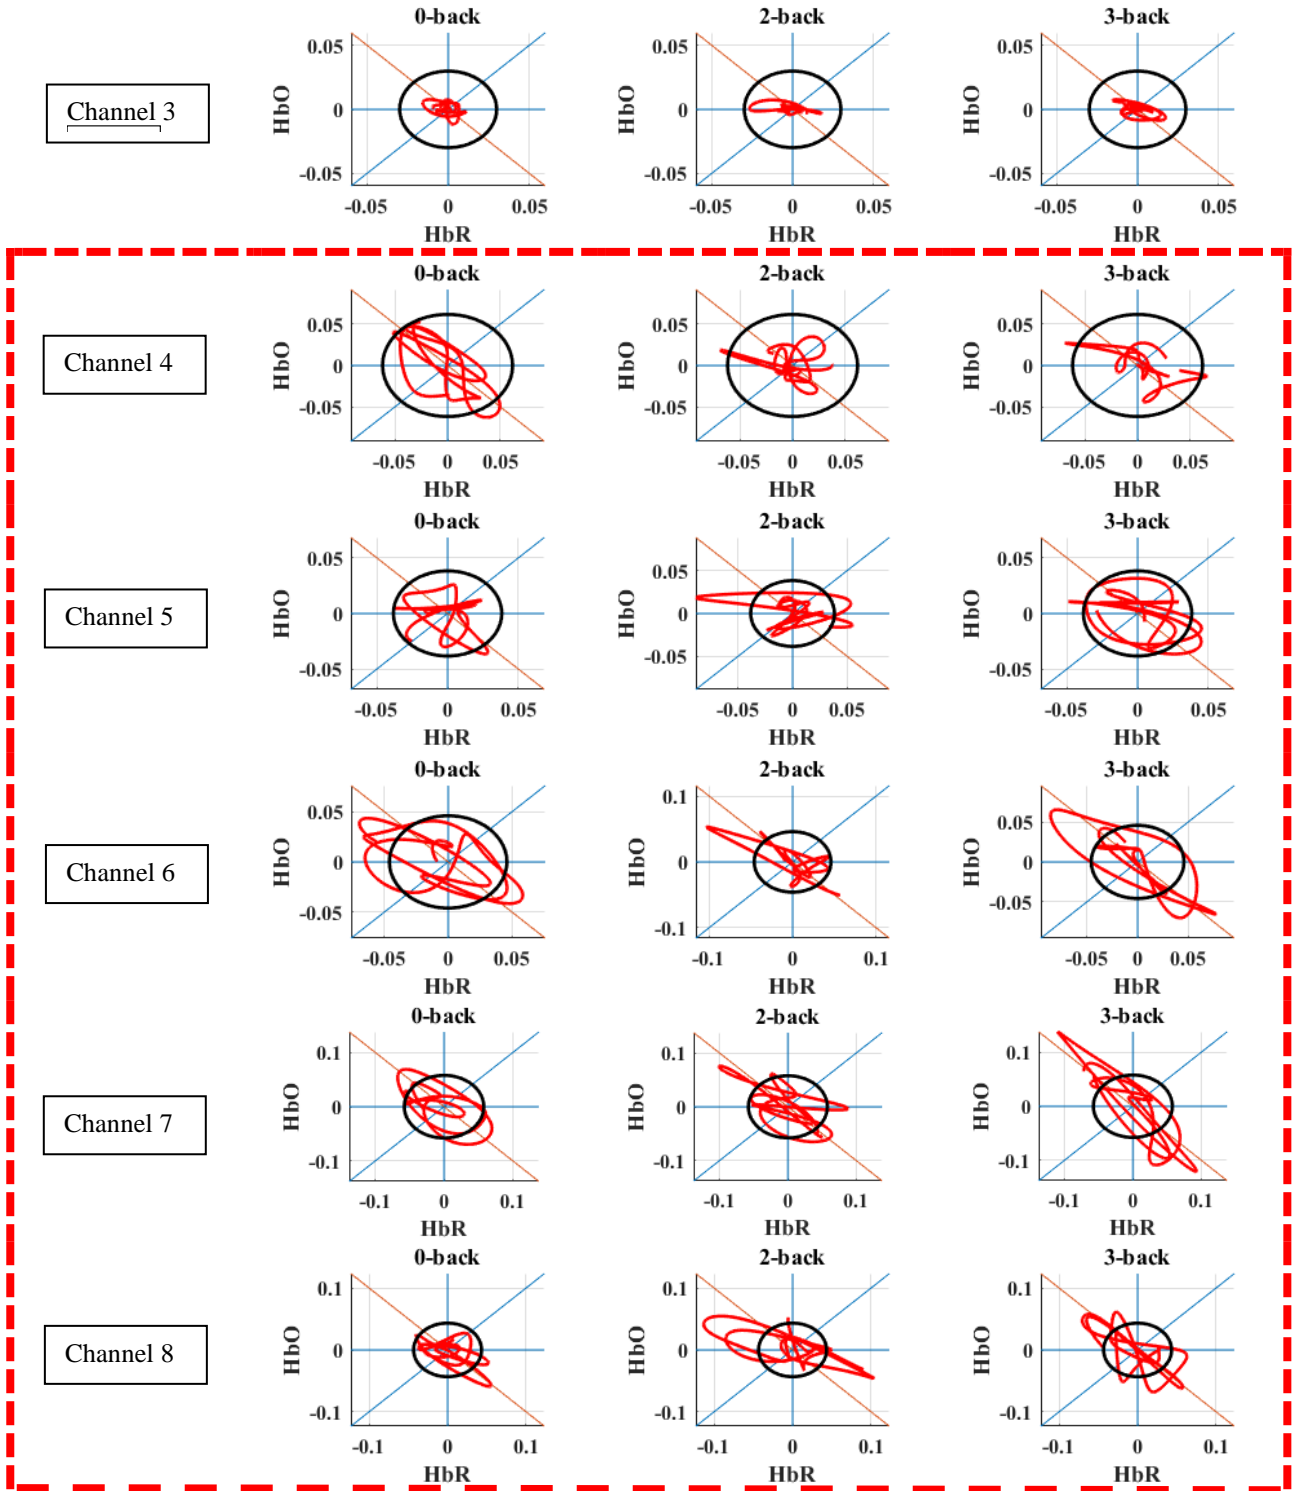 0-back 2-back 3-back
Channel 3
HbO 0.05 0 -0.05 HbO 0.05 0 -0.05 HbO 0.05 0 -0.05
-0.05 0 0.05 -0.05 0 0.05 -0.05 0 0.05
HbR HbR HbR
0-back 2-back 3-back
Channel 4
HbO 0.05 0 -0.05 HbO 0.05 0 -0.05 HbO 0.05 0 -0.05
-0.05 0 0.05 -0.05 0 0.05 -0.05 0 0.05
HbR HbR HbR
0-back 2-back 3-back
Channel 5
HbO 0.05 0 -0.05 HbO 0.05 0 -0.05 HbO 0.05 0 -0.05
-0.05 0 0.05 -0.05 0 0.05 -0.05 0 0.05
HbR HbR HbR
0-back 2-back 3-back
Channel 6
HbO 0.05 0 -0.05 HbO 0.1 0 -0.1 HbO 0.05 0 -0.05
-0.05 0 0.05 -0.1 0 0.1 -0.05 0 0.05
HbR HbR HbR
0-back 2-back 3-back
Channel 7
HbO 0.1 0 -0.1 HbO 0.1 0 -0.1 HbO 0.1 0 -0.1
-0.1 0 0.1 -0.1 0 0.1 -0.1 0 0.1
HbR HbR HbR
0-back 2-back 3-back
Channel 8
HbO 0.1 0 -0.1 HbO 0.1 0 -0.1 HbO 0.1 0 -0.1
-0.1 0 0.1 -0.1 0 0.1 -0.1 0 0.1
HbR HbR HbR